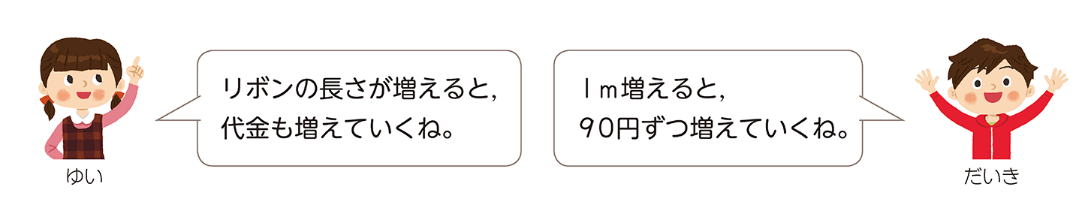 リボンの長さが増えると,
代金も増えていくね。
ゆい
1m増えると,
90円ずつ増えていくね。
だいき